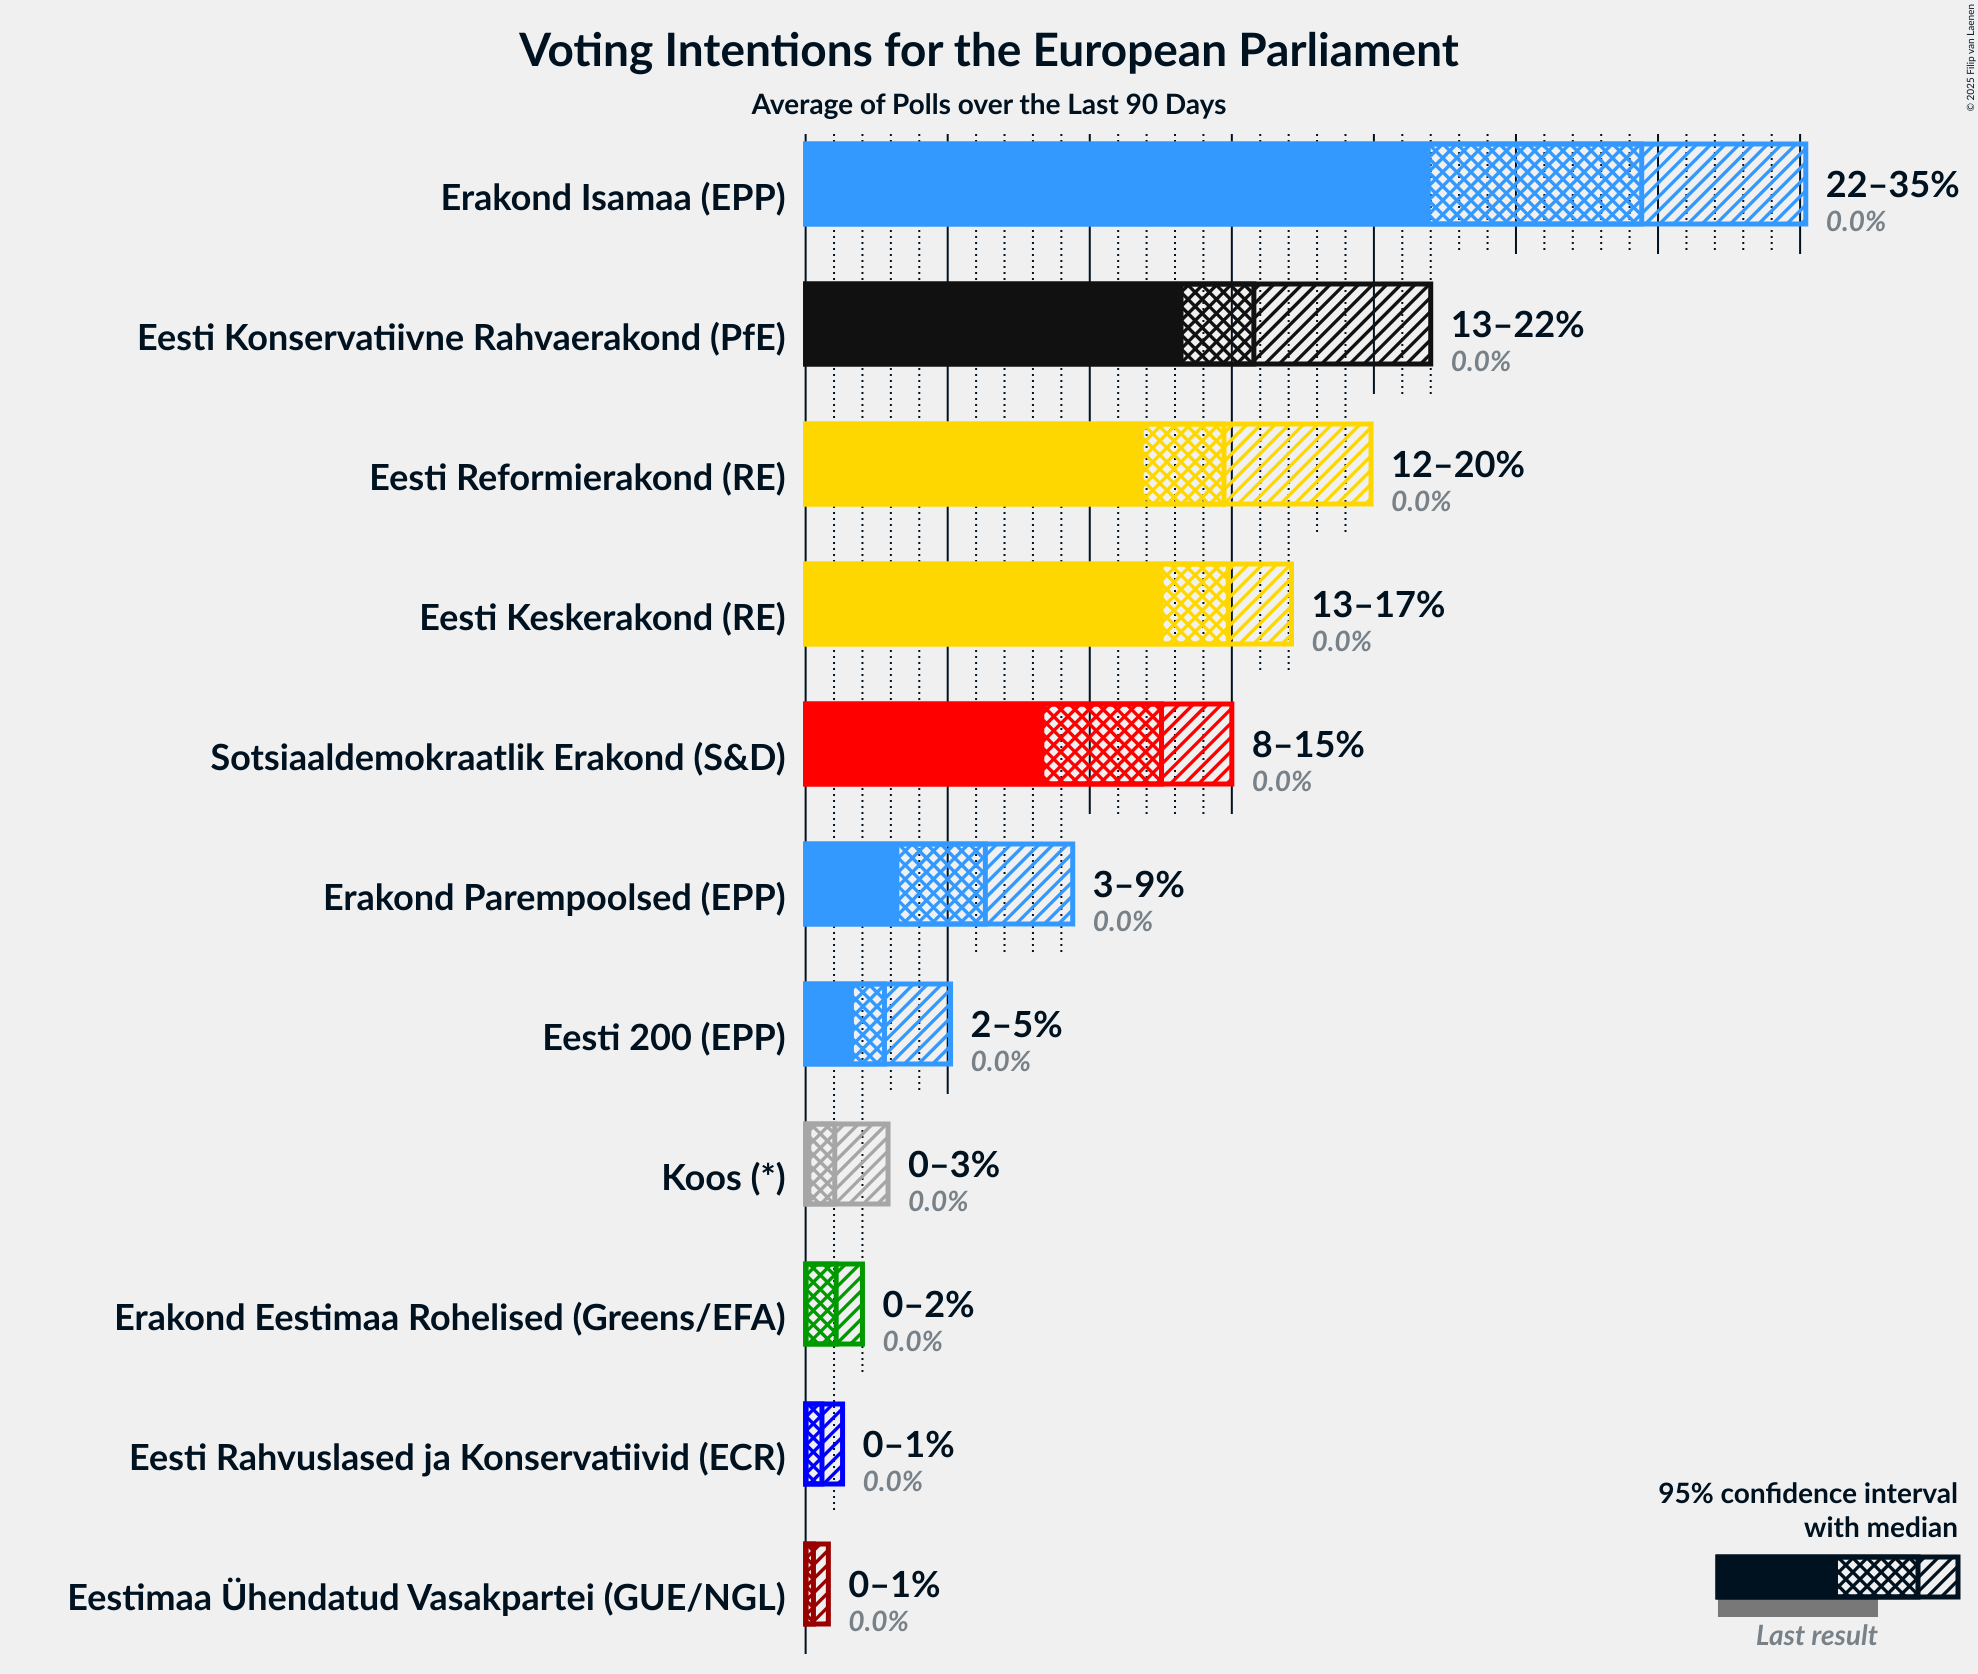 Voting Intentions for the European Parliament
Average of Polls over the Last 90 Days
© 2025 Filip van Laenen
Erakond Isamaa (EPP)
22–35%
0.0%
Eesti Konservatiivne Rahvaerakond (PfE)
13–22%
0.0%
Eesti Reformierakond (RE)
12–20%
0.0%
Eesti Keskerakond (RE)
13–17%
0.0%
Sotsiaaldemokraatlik Erakond (S&D)
8–15%
0.0%
Erakond Parempoolsed (EPP)
3–9%
0.0%
Eesti 200 (EPP)
2–5%
0.0%
Koos (*)
0–3%
0.0%
Erakond Eestimaa Rohelised (Greens/EFA)
0–2%
0.0%
Eesti Rahvuslased ja Konservatiivid (ECR)
0–1%
0.0%
Eestimaa Ühendatud Vasakpartei (GUE/NGL)
0–1%
0.0%
95% confidence interval
with median
Last result